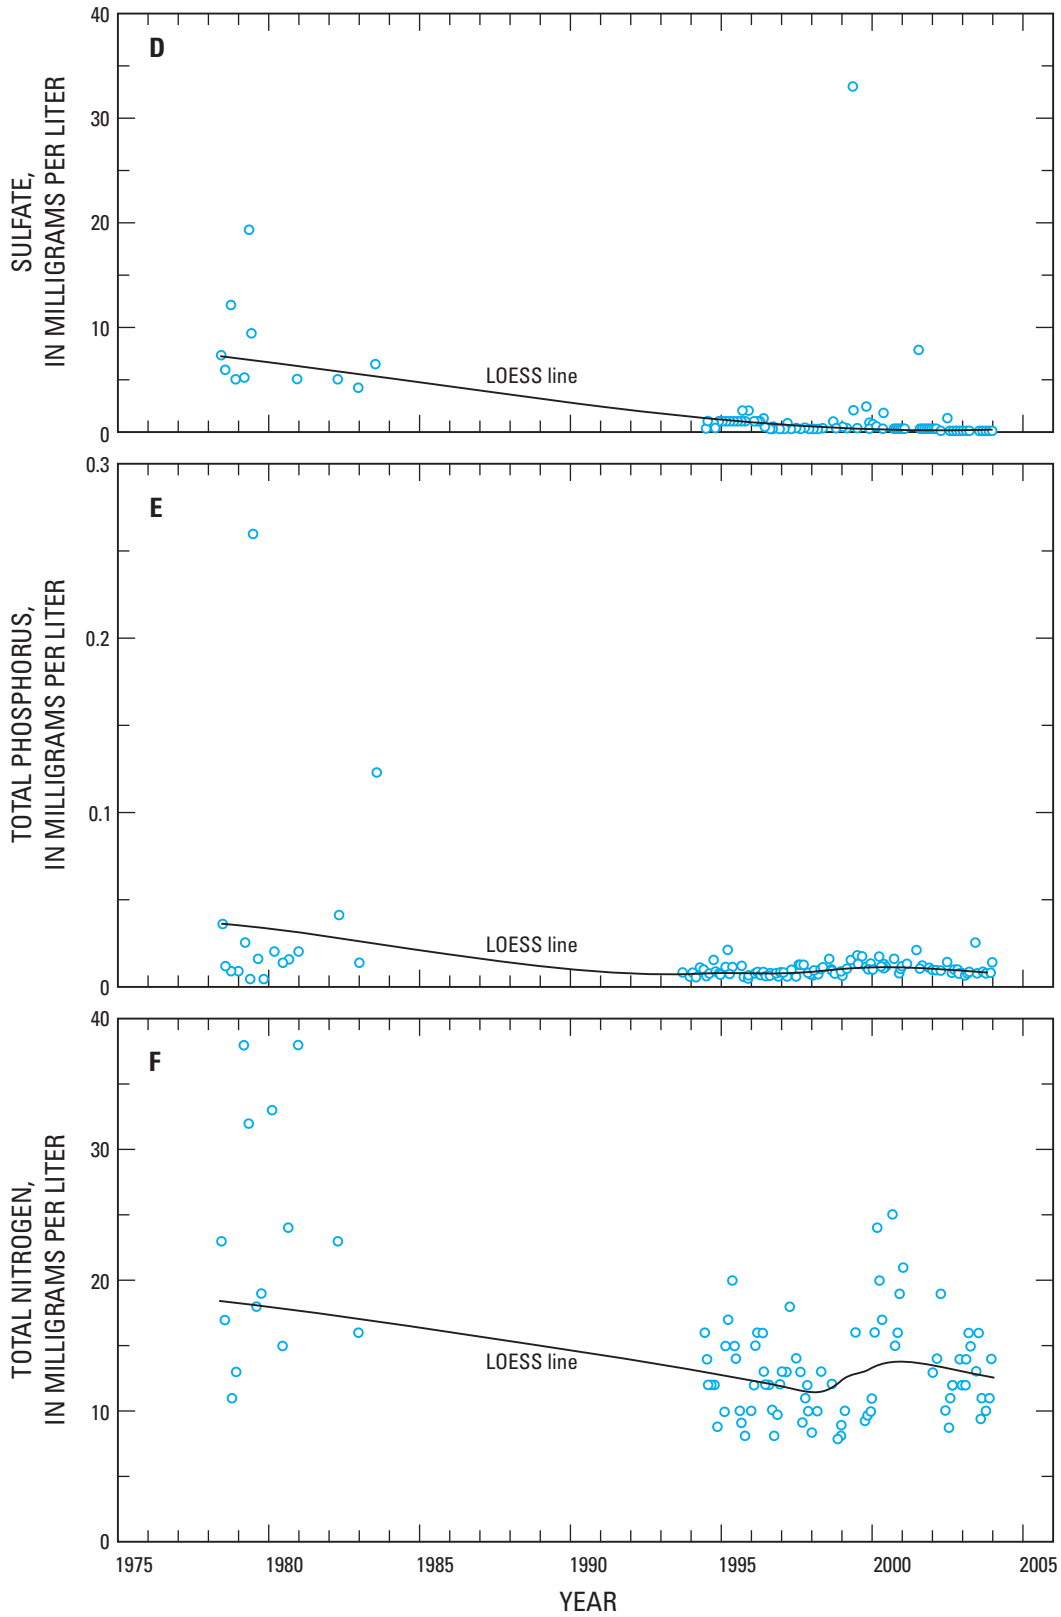 D
SULFATE,
IN MILLIGRAMS PER LITER
40
30
20
10
0
LOESS line
E
TOTAL PHOSPHORUS,
IN MILLIGRAMS PER LITER
0.3
0.2
0.1
0
LOESS line
F
TOTAL NITROGEN,
IN MILLIGRAMS PER LITER
40
30
20
10
0
LOESS line
1975 1980 1985 1990 1995 2000 2005
YEAR